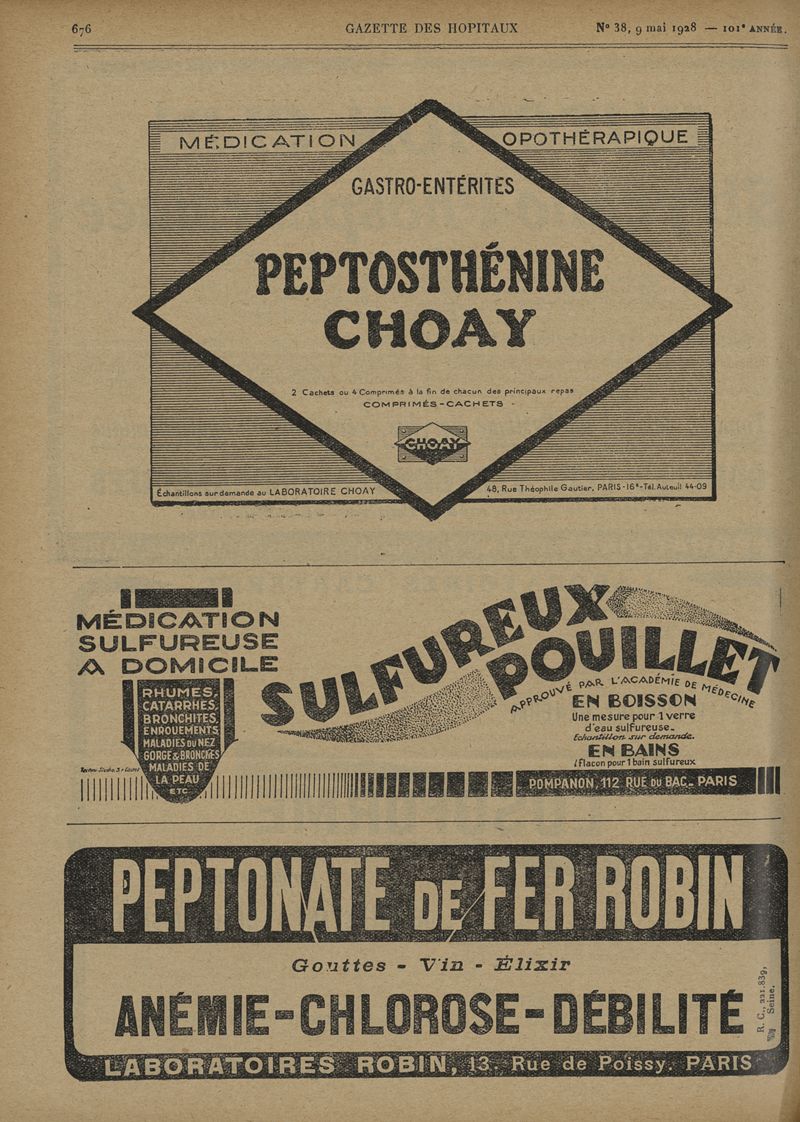 676
GAZETTE DES HOPITAUX
Nº 38, 9 mai 1928 — 101e ANNÉE.
MÉDICATION OPOTHÉRAPIQUE
GASTRO-ENTÉRITES
PEPTOSTHÉNINE
CHOAY
2 Cachets ou 4 Comprimés à la fin de chacun des principaux repas
COMPRIMÉS-CACHETS
CHOAY
Échantillons sur demande au LABORATOIRE CHOAY
48, Rue Théophile Gautier, PARIS-16e-Tél. Auteuil 44-09
MÉDICATION
SULFUREUSE
A DOMICILE
RHUMES,
CATARRHES,
BRONCHITES,
ENROUEMENTS
MALADIES DU NEZ
GORGE & BRONCHES
MALADIES DE
LA PEAU
ETC
SULFUREUX
POUILLET
APPROUVÉ PAR L'ACADÉMIE DE MÉDECINE
EN BOISSON
Une mesure pour 1 verre
d'eau sulfureuse.
Echantillon sur demande.
EN BAINS
1 flacon pour 1 bain sulfureux
POMPANON, 112 RUE DU BAC_ PARIS
PEPTONATE DE FER ROBIN
Gouttes - Vin - Élixir
ANÉMIE-CHLOROSE-DÉBILITÉ
R. C., 221.839,
Seine.
LABORATOIRES ROBIN, 13. Rue de Poissy. PARIS